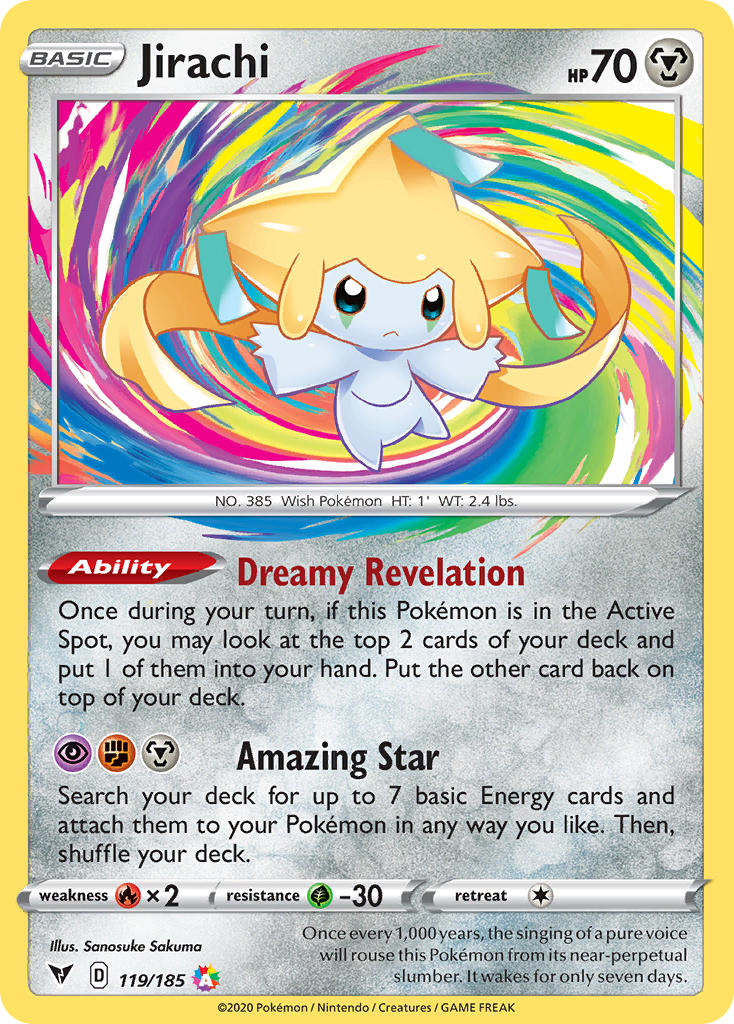 BASIC Jirachi HP70
NO. 385 Wish Pokémon HT: 1' WT: 2.4 lbs.
Ability Dreamy Revelation
Once during your turn, if this Pokémon is in the Active
Spot, you may look at the top 2 cards of your deck and
put 1 of them into your hand. Put the other card back on
top of your deck.
Amazing Star
Search your deck for up to 7 basic Energy cards and
attach them to your Pokémon in any way you like. Then,
shuffle your deck.
weakness ×2 resistance -30 retreat
Illus. Sanosuke Sakuma
D 119/185 A
Once every 1,000 years, the singing of a pure voice
will rouse this Pokémon from its near-perpetual
slumber. It wakes for only seven days.
©2020 Pokémon / Nintendo / Creatures / GAME FREAK